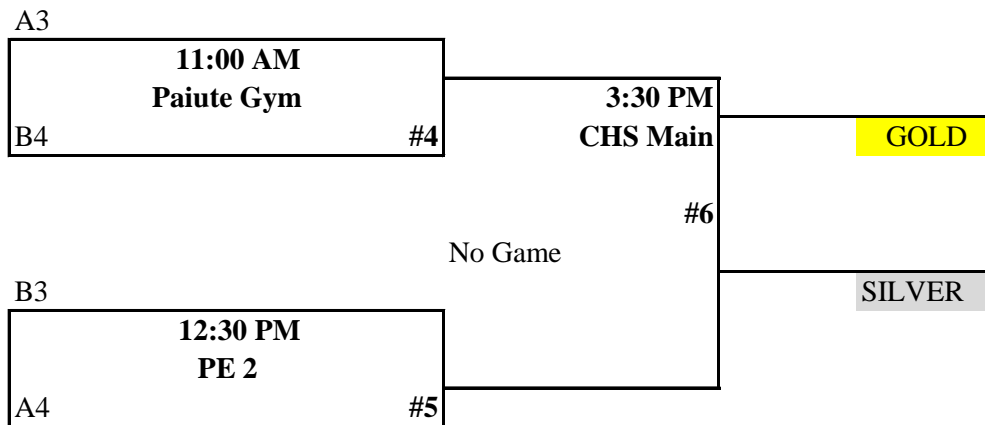 A3
11:00 AM
Paiute Gym
3:30 PM
B4 #4
CHS Main
GOLD
#6
No Game
B3
SILVER
12:30 PM
PE 2
A4 #5